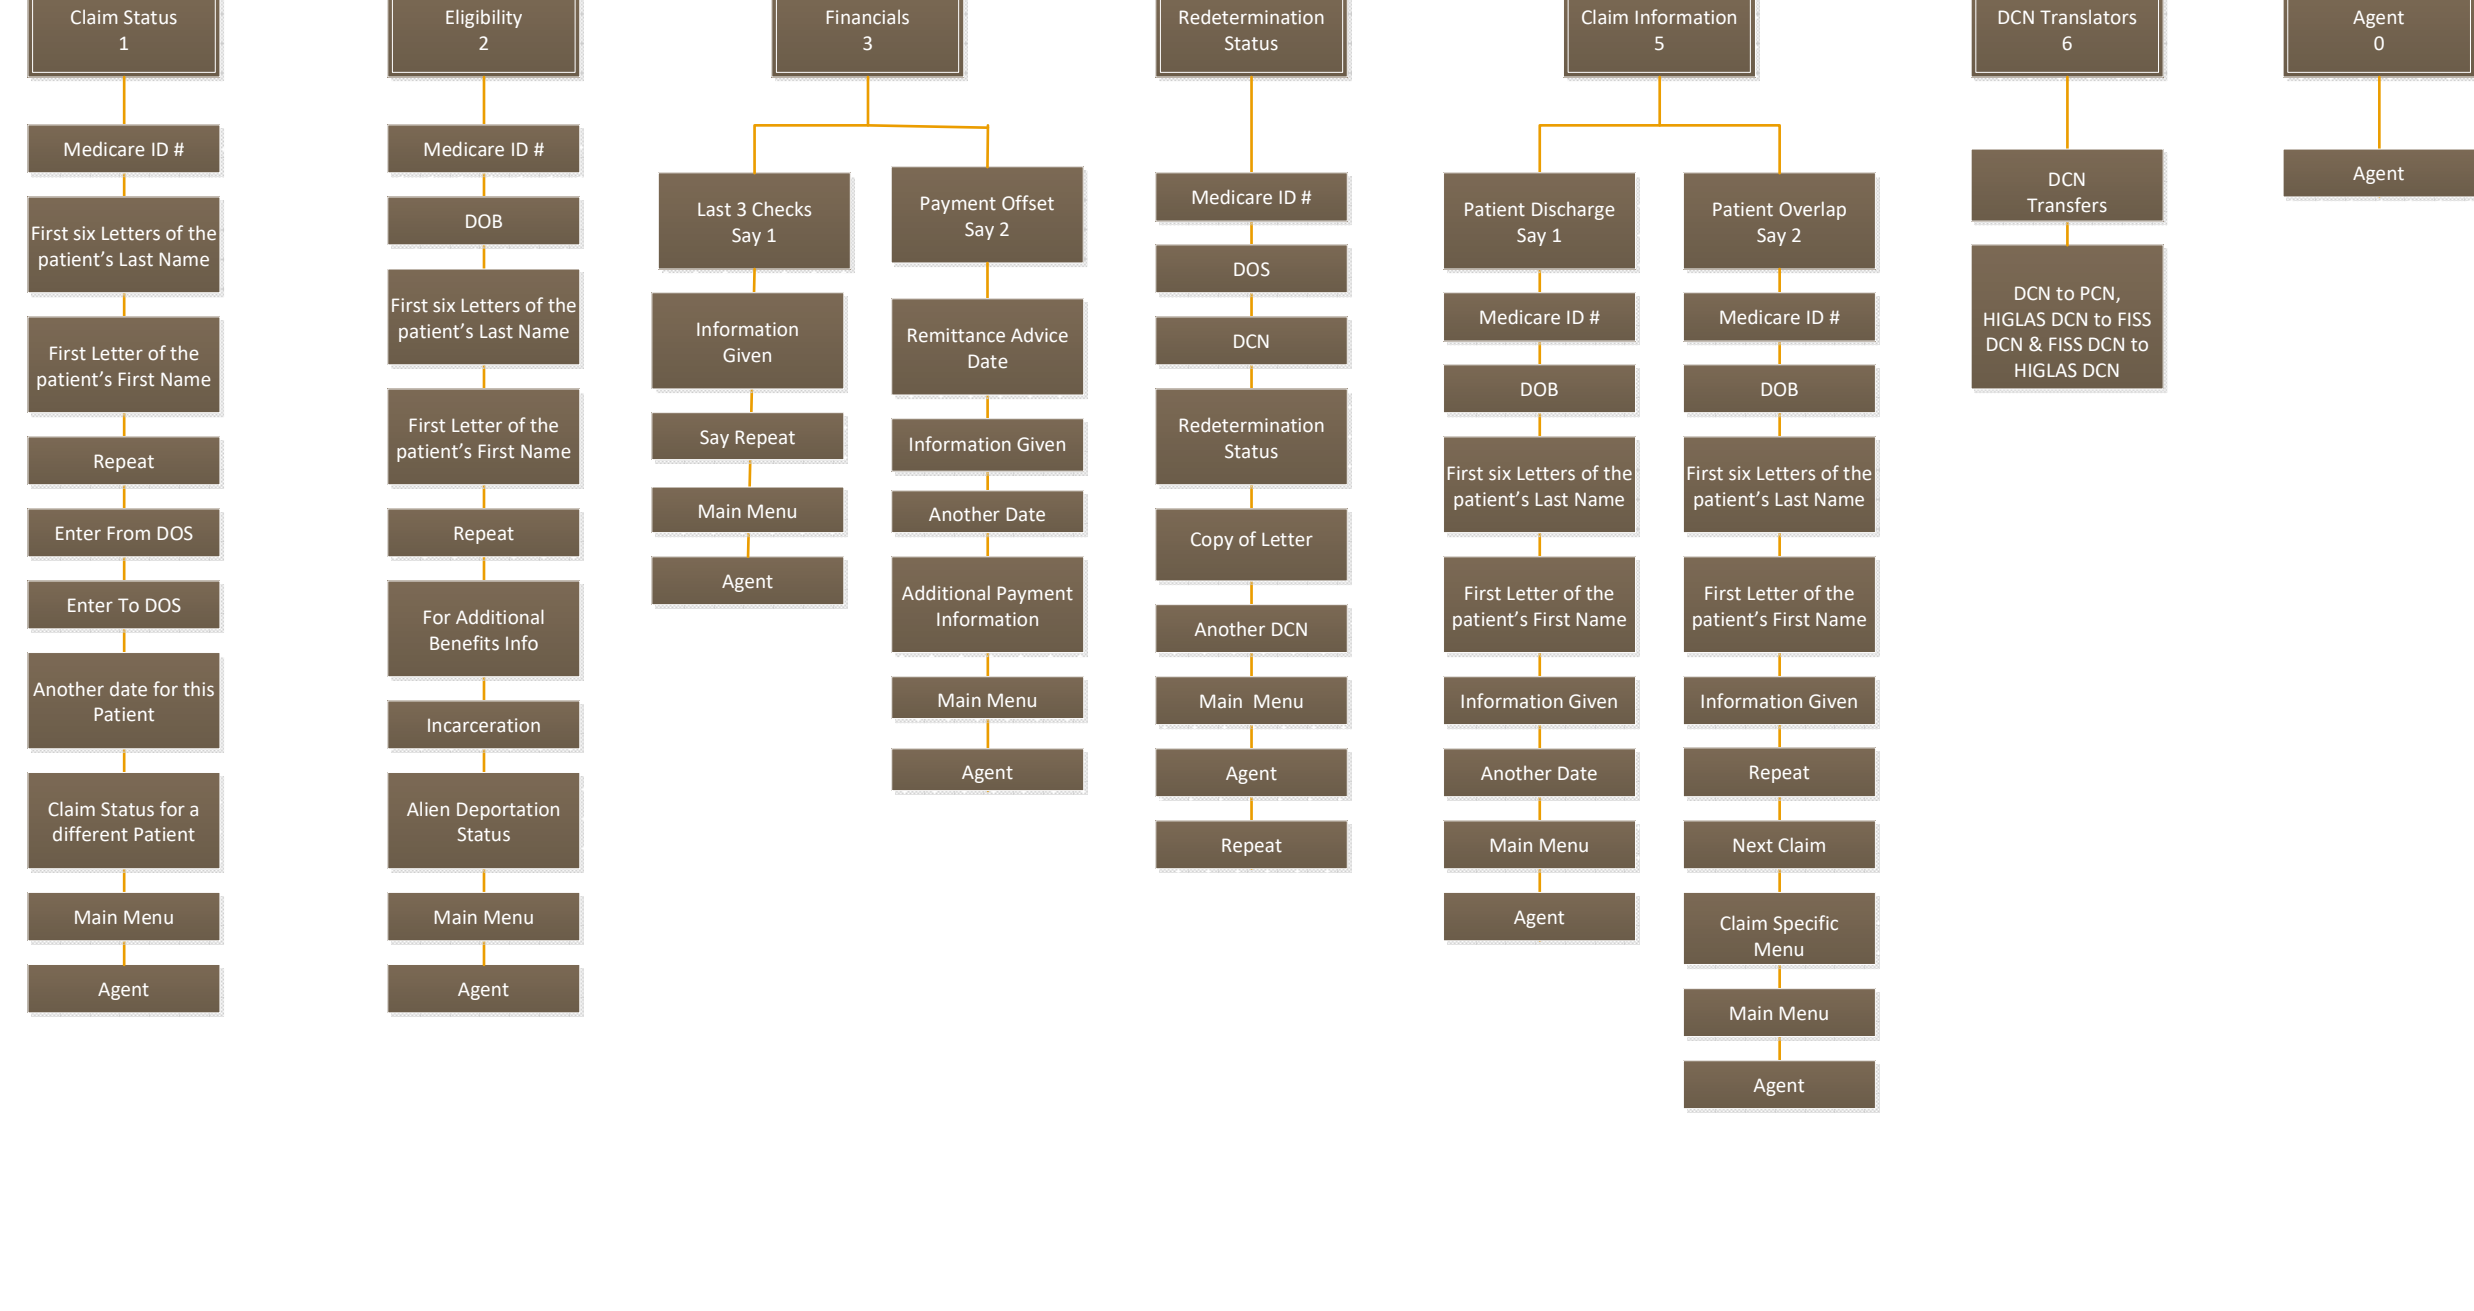 Claim Status
1
Medicare ID #
First six Letters of the
patient’s Last Name
First Letter of the
patient’s First Name
Repeat
Enter From DOS
Enter To DOS
Another date for this
Patient
Claim Status for a
different Patient
Main Menu
Agent
Eligibility
2
Medicare ID #
DOB
First six Letters of the
patient’s Last Name
First Letter of the
patient’s First Name
Repeat
For Additional
Benefits Info
Incarceration
Alien Deportation
Status
Main Menu
Agent
Financials
3
Last 3 Checks
Say 1
Information
Given
Say Repeat
Main Menu
Agent
Payment Offset
Say 2
Remittance Advice
Date
Information Given
Another Date
Additional Payment
Information
Main Menu
Agent
Redetermination
Status
Medicare ID #
DOS
DCN
Redetermination
Status
Copy of Letter
Another DCN
Main Menu
Agent
Repeat
Claim Information
5
Patient Discharge
Say 1
Medicare ID #
DOB
First six Letters of the
patient’s Last Name
First Letter of the
patient’s First Name
Information Given
Another Date
Main Menu
Agent
Patient Overlap
Say 2
Medicare ID #
DOB
First six Letters of the
patient’s Last Name
First Letter of the
patient’s First Name
Information Given
Repeat
Next Claim
Claim Specific
Menu
Main Menu
Agent
DCN Translators
6
DCN
Transfers
DCN to PCN,
HIGLAS DCN to FISS
DCN & FISS DCN to
HIGLAS DCN
Agent
0
Agent